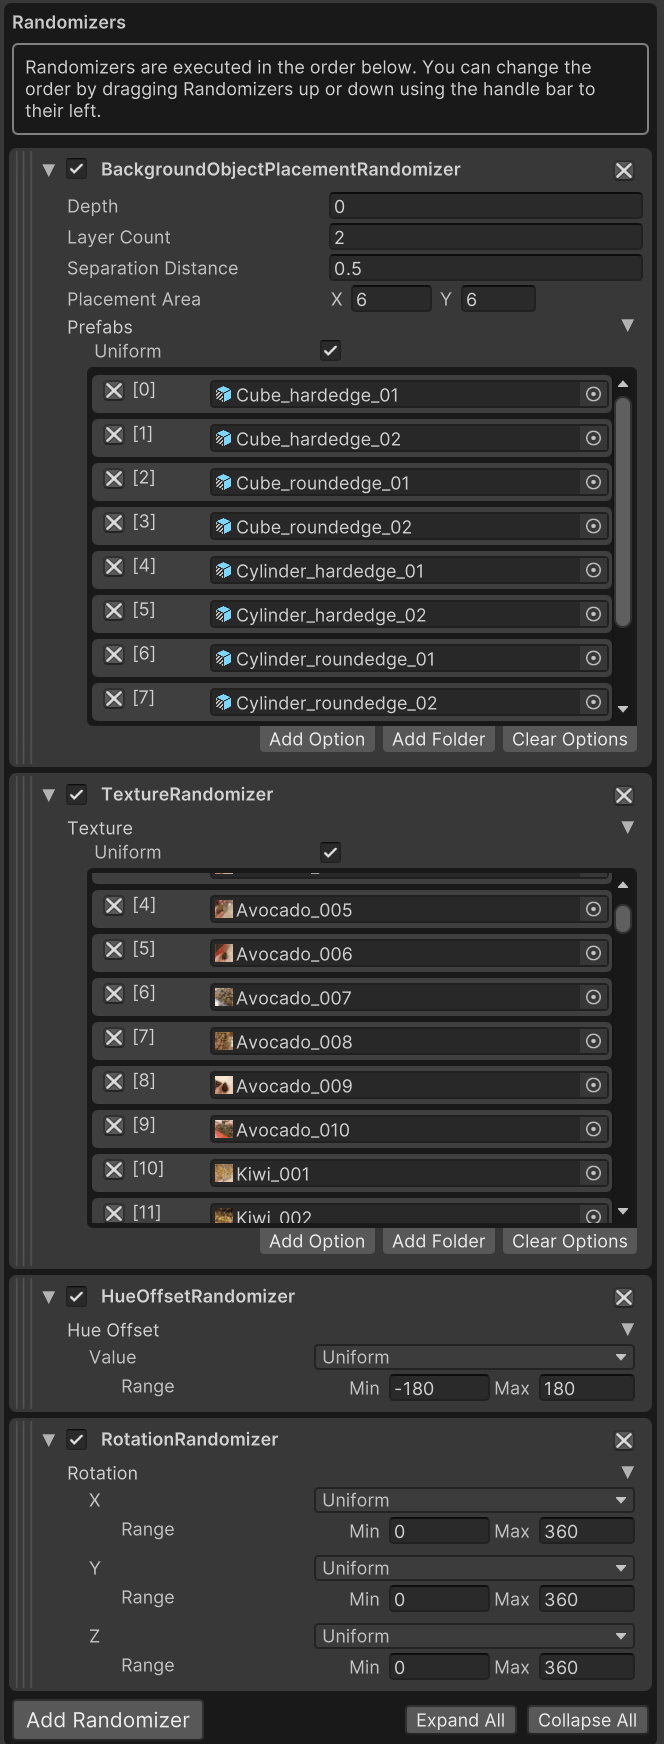 Randomizers
Randomizers are executed in the order below. You can change the
order by dragging Randomizers up or down using the handle bar to
their left.
BackgroundObjectPlacementRandomizer
Depth 0
Layer Count 2
Separation Distance 0.5
Placement Area X 6 Y 6
Prefabs
Uniform
[0] Cube_hardedge_01
[1] Cube_hardedge_02
[2] Cube_roundedge_01
[3] Cube_roundedge_02
[4] Cylinder_hardedge_01
[5] Cylinder_hardedge_02
[6] Cylinder_roundedge_01
[7] Cylinder_roundedge_02
Add Option Add Folder Clear Options
TextureRandomizer
Texture
Uniform
[4] Avocado_005
[5] Avocado_006
[6] Avocado_007
[7] Avocado_008
[8] Avocado_009
[9] Avocado_010
[10] Kiwi_001
[11] Kiwi_002
Add Option Add Folder Clear Options
HueOffsetRandomizer
Hue Offset
Value Uniform
Range Min -180 Max 180
RotationRandomizer
Rotation
X Uniform
Range Min 0 Max 360
Y Uniform
Range Min 0 Max 360
Z Uniform
Range Min 0 Max 360
Add Randomizer Expand All Collapse All